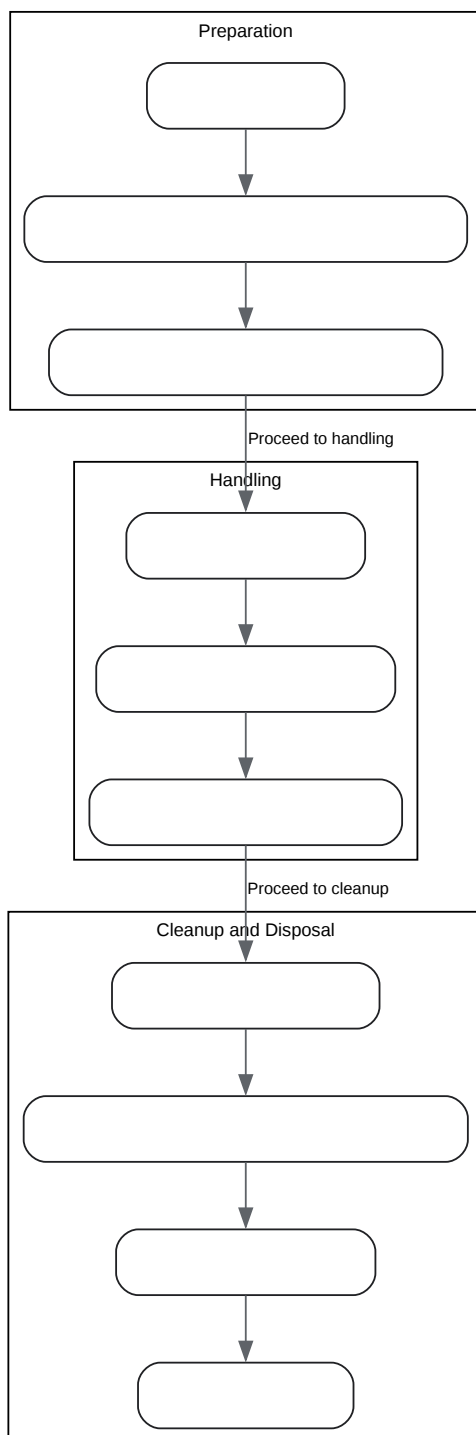 Preparation
Proceed to handling
Handling
Proceed to cleanup
Cleanup and Disposal